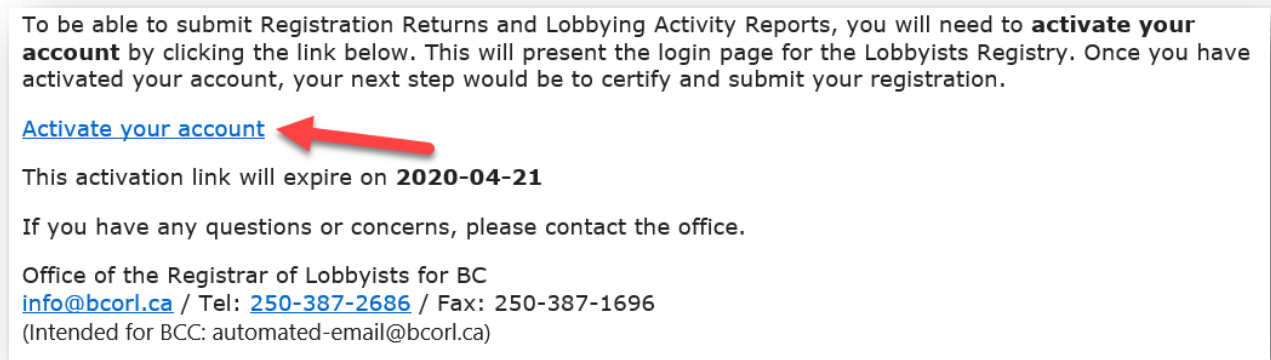 To be able to submit Registration Returns and Lobbying Activity Reports, you will need to activate your
account by clicking the link below. This will present the login page for the Lobbyists Registry. Once you have
activated your account, your next step would be to certify and submit your registration.
Activate your account
This activation link will expire on 2020-04-21
If you have any questions or concerns, please contact the office.
Office of the Registrar of Lobbyists for BC
info@bcorl.ca / Tel: 250-387-2686 / Fax: 250-387-1696
(Intended for BCC: automated-email@bcorl.ca)